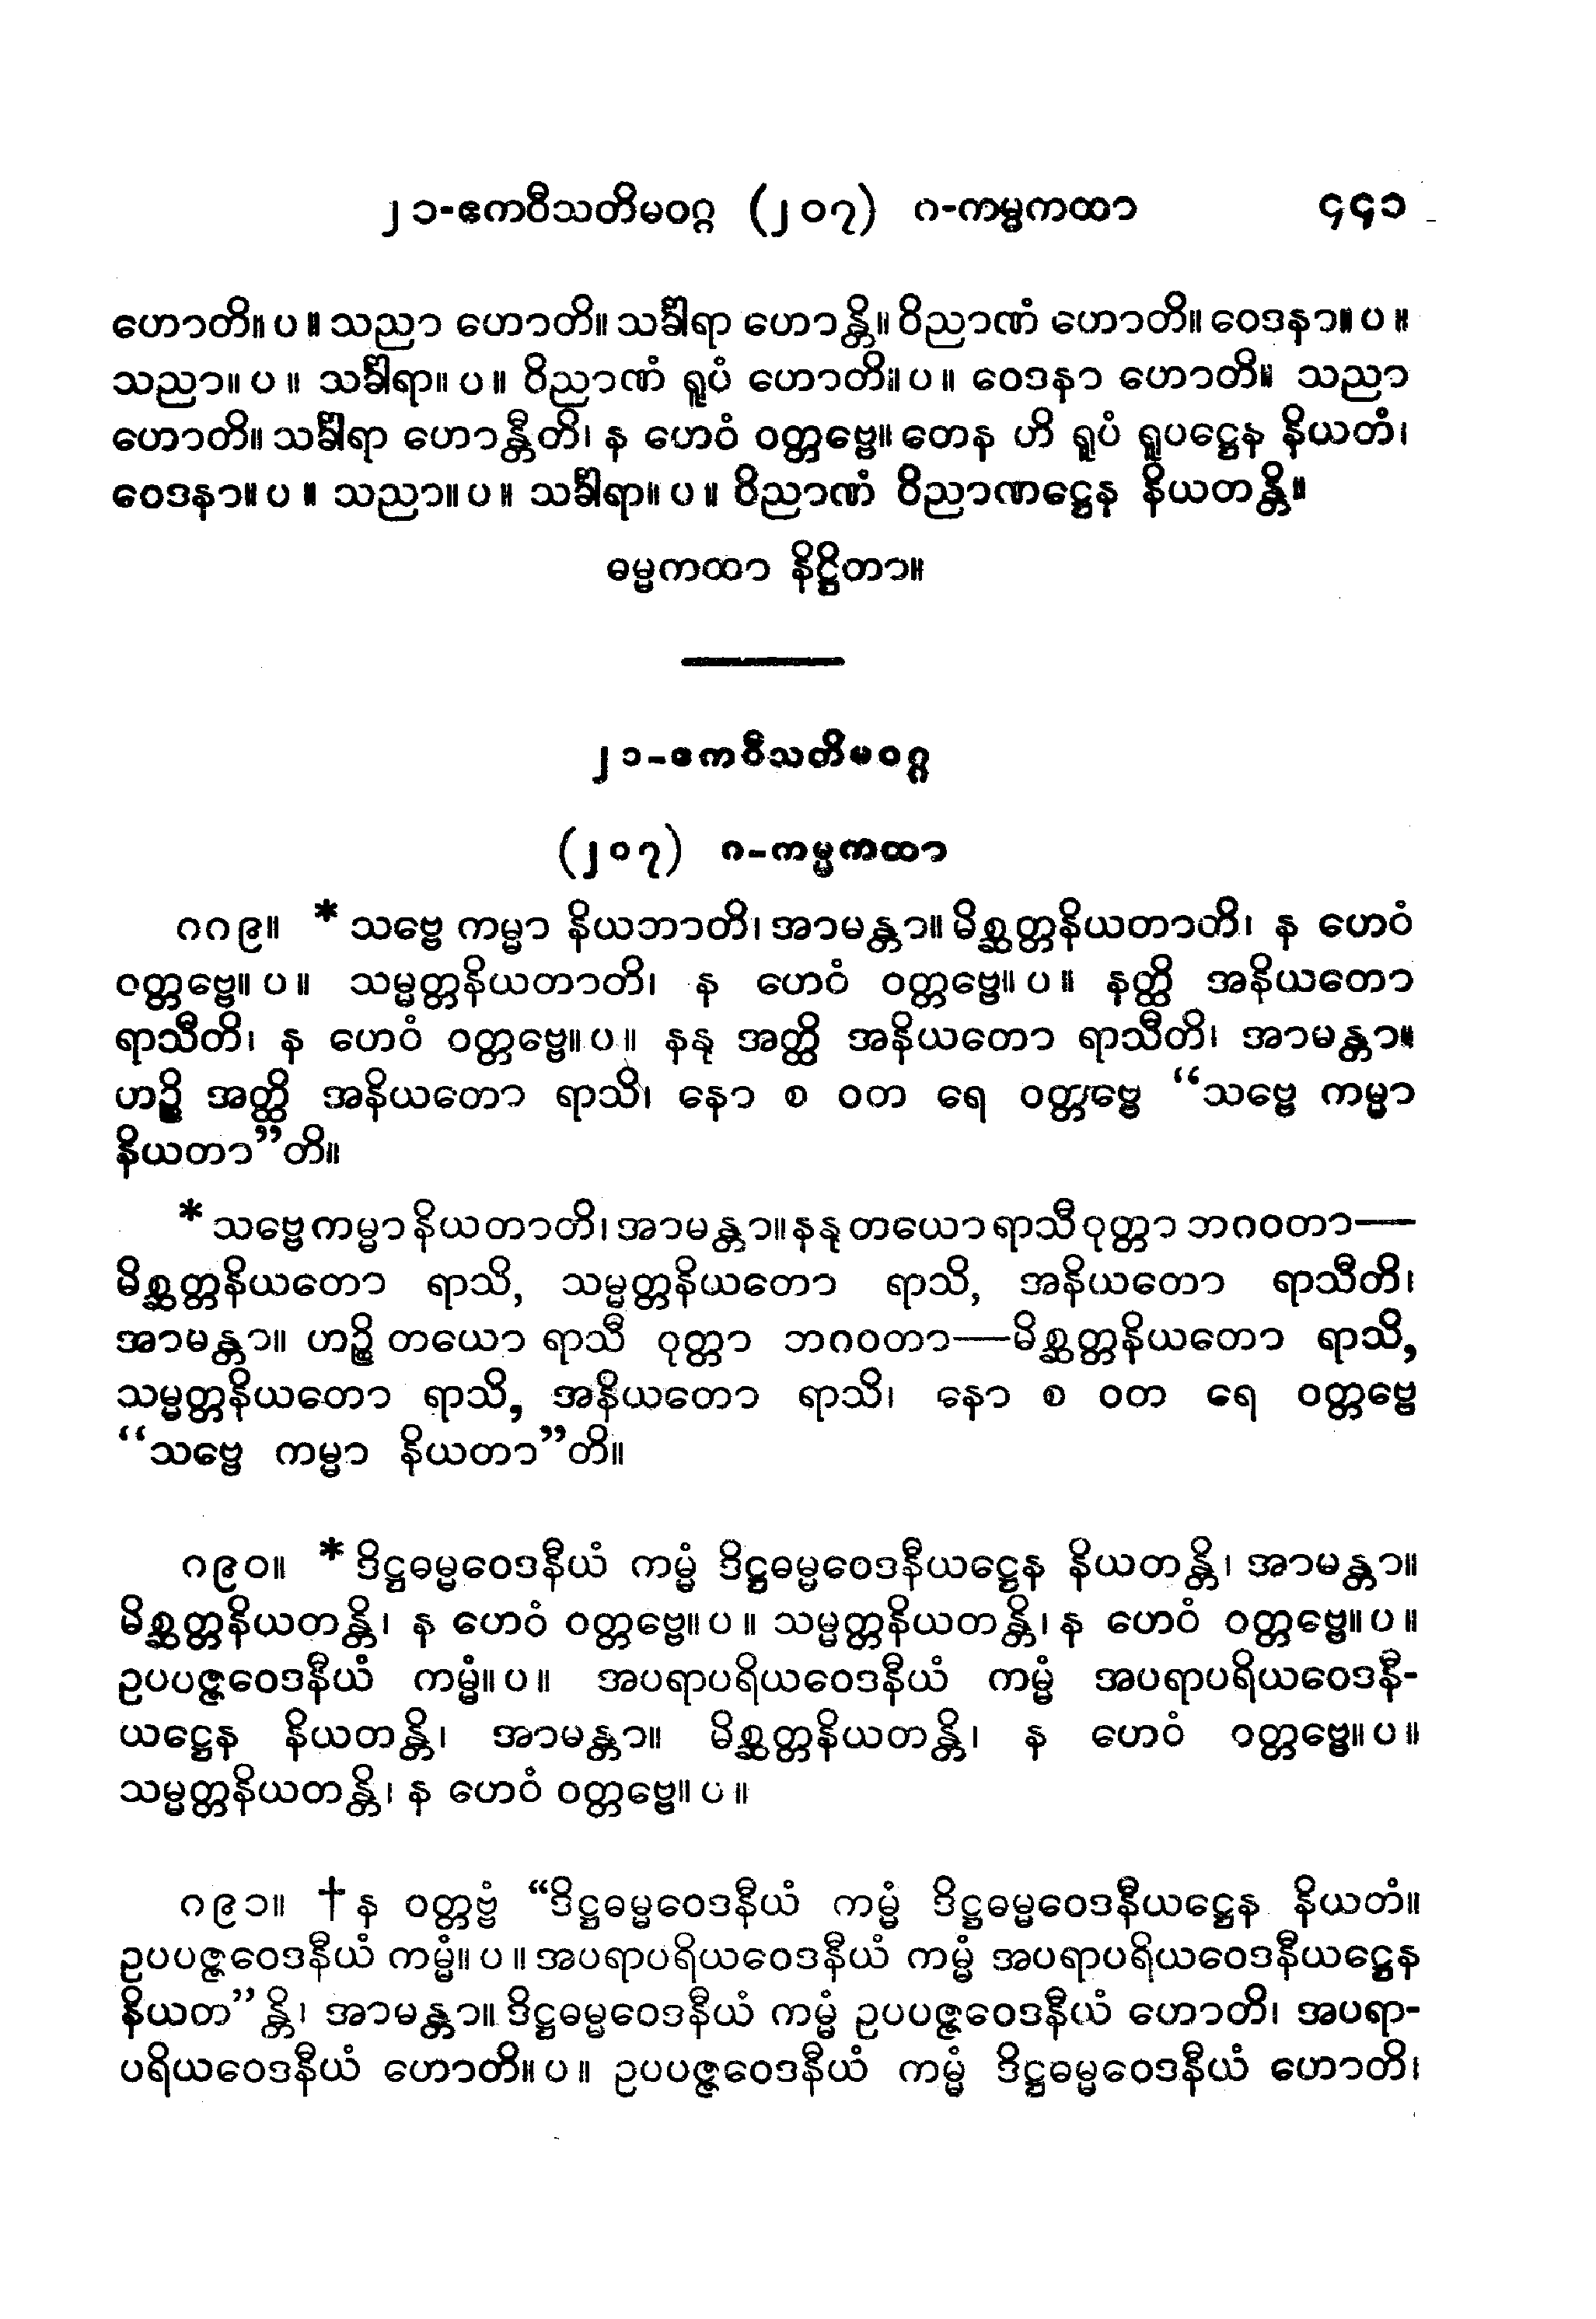 ၂၁-ဧကဝီသတိမဝဂ္ဂ (၂၀၇) ဂ-ကမ္မကထာ ၄၄၁
ဟောတိ။ ပ ။ သညာ ဟောတိ။ သင်္ခါရာ ဟောန္တိ။ ဝိညာဏံ ဟောတိ။ ဝေဒနာ။ ပ ။
သညာ။ ပ ။ သင်္ခါရာ။ ပ ။ ဝိညာဏံ ရူပံ ဟောတိ။ ပ ။ ဝေဒနာ ဟောတိ။ သညာ
ဟောတိ။ သင်္ခါရာ ဟောန္တီတိ၊ န ဟေဝံ ဝတ္တဗ္ဗေ။ တေန ဟိ ရူပံ ရူပဋ္ဌေန နိယတံ၊
ဝေဒနာ။ ပ ။ သညာ။ ပ ။ သင်္ခါရာ။ ပ ။ ဝိညာဏံ ဝိညာဏဋ္ဌေန နိယတန္တိ။
ဓမ္မကထာ နိဋ္ဌိတာ။
၂၁-ဧကဝီသတိမဝဂ္ဂ
(၂၀၇) ဂ-ကမ္မကထာ
ဂဂ၉။ * သဗ္ဗေ ကမ္မာ နိယဘာတိ၊ အာမန္တာ။ မိစ္ဆတ္တနိယတာတိ၊ န ဟေဝံ
ဝတ္တဗ္ဗေ။ ပ ။ သမ္မတ္တနိယတာတိ၊ န ဟေဝံ ဝတ္တဗ္ဗေ။ ပ ။ နတ္ထိ အနိယတော
ရာသီတိ၊ န ဟေဝံ ဝတ္တဗ္ဗေ။ ပ ။ နနု အတ္ထိ အနိယတော ရာသီတိ၊ အာမန္တာ။
ဟဉ္စိ အတ္ထိ အနိယတော ရာသိ၊ နော စ ဝတ ရေ ဝတ္တဗ္ဗေ “သဗ္ဗေ ကမ္မာ
နိယတာ”တိ။
* သဗ္ဗေ ကမ္မာ နိယတာတိ၊ အာမန္တာ။ နနု တယော ရာသီ ဝုတ္တာ ဘဂဝတာ—
မိစ္ဆတ္တနိယတော ရာသိ, သမ္မတ္တနိယတော ရာသိ, အနိယတော ရာသီတိ၊
အာမန္တာ။ ဟဉ္စိ တယော ရာသီ ဝုတ္တာ ဘဂဝတာ—မိစ္ဆတ္တနိယတော ရာသိ,
သမ္မတ္တနိယတော ရာသိ, အနိယတော ရာသိ၊ နော စ ဝတ ရေ ဝတ္တဗ္ဗေ
“သဗ္ဗေ ကမ္မာ နိယတာ”တိ။
ဂ၉၀။ * ဒိဋ္ဌဓမ္မဝေဒနီယံ ကမ္မံ ဒိဋ္ဌဓမ္မဝေဒနီယဋ္ဌေန နိယတန္တိ၊ အာမန္တာ။
မိစ္ဆတ္တနိယတန္တိ၊ န ဟေဝံ ဝတ္တဗ္ဗေ။ ပ ။ သမ္မတ္တနိယတန္တိ၊ န ဟေဝံ ဝတ္တဗ္ဗေ။ ပ ။
ဥပပဇ္ဇဝေဒနီယံ ကမ္မံ။ ပ ။ အပရာပရိယဝေဒနီယံ ကမ္မံ အပရာပရိယဝေဒနီ-
ယဋ္ဌေန နိယတန္တိ၊ အာမန္တာ။ မိစ္ဆတ္တနိယတန္တိ၊ န ဟေဝံ ဝတ္တဗ္ဗေ။ ပ ။
သမ္မတ္တနိယတန္တိ၊ န ဟေဝံ ဝတ္တဗ္ဗေ။ ပ ။
ဂ၉၁။ † န ဝတ္တဗ္ဗံ “ဒိဋ္ဌဓမ္မဝေဒနီယံ ကမ္မံ ဒိဋ္ဌဓမ္မဝေဒနီယဋ္ဌေန နိယတံ။
ဥပပဇ္ဇဝေဒနီယံ ကမ္မံ။ ပ ။ အပရာပရိယဝေဒနီယံ ကမ္မံ အပရာပရိယဝေဒနီယဋ္ဌေန
နိယတ”န္တိ၊ အာမန္တာ။ ဒိဋ္ဌဓမ္မဝေဒနီယံ ကမ္မံ ဥပပဇ္ဇဝေဒနီယံ ဟောတိ၊ အပရာ-
ပရိယဝေဒနီယံ ဟောတိ။ ပ ။ ဥပပဇ္ဇဝေဒနီယံ ကမ္မံ ဒိဋ္ဌဓမ္မဝေဒနီယံ ဟောတိ၊